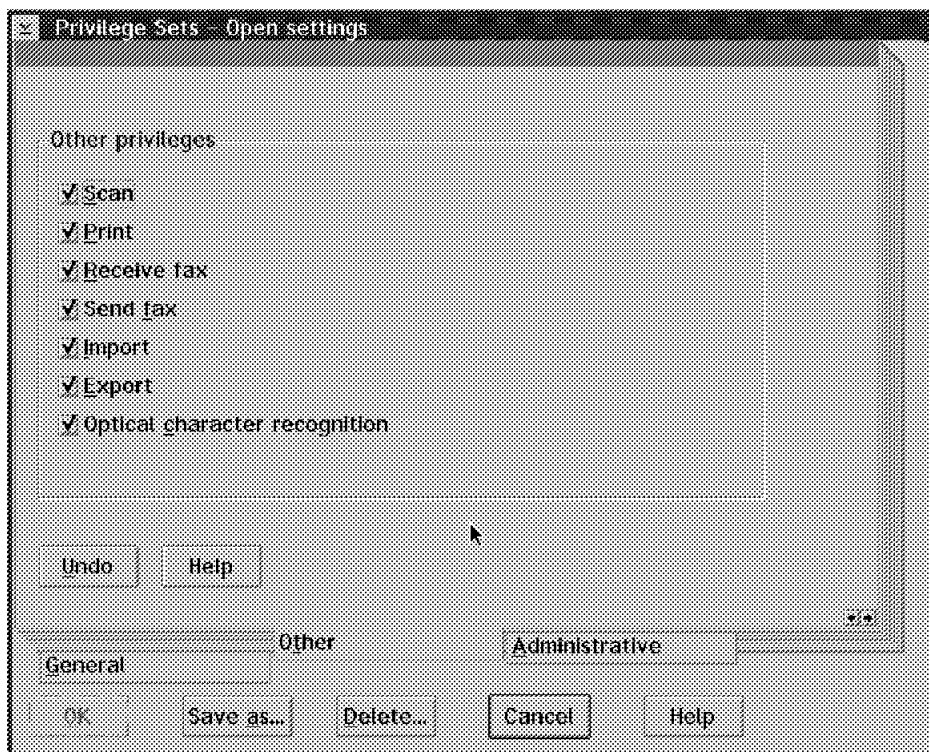 Privilege Sets - Open settings
Other privileges
Scan
Print
Receive fax
Send fax
Import
Export
Optical character recognition
Undo Help
Other Administrative
General
OK Save as... Delete... Cancel Help